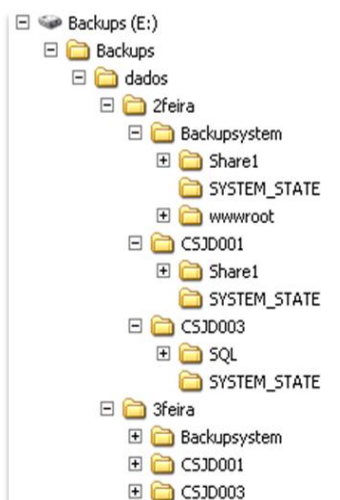 Backups (E:)
Backups
dados
2feira
Backupsystem
Share1
SYSTEM_STATE
wwwroot
CSJD001
Share1
SYSTEM_STATE
CSJD003
SQL
SYSTEM_STATE
3feira
Backupsystem
CSJD001
CSJD003